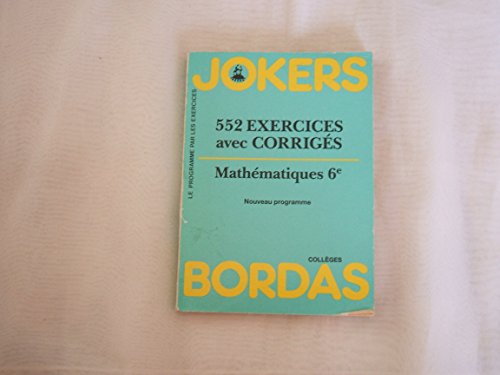 JOKERS
LE PROGRAMME PAR LES EXERCICES
552 EXERCICES
avec CORRIGÉS
Mathématiques 6e
Nouveau programme
COLLÈGES
BORDAS